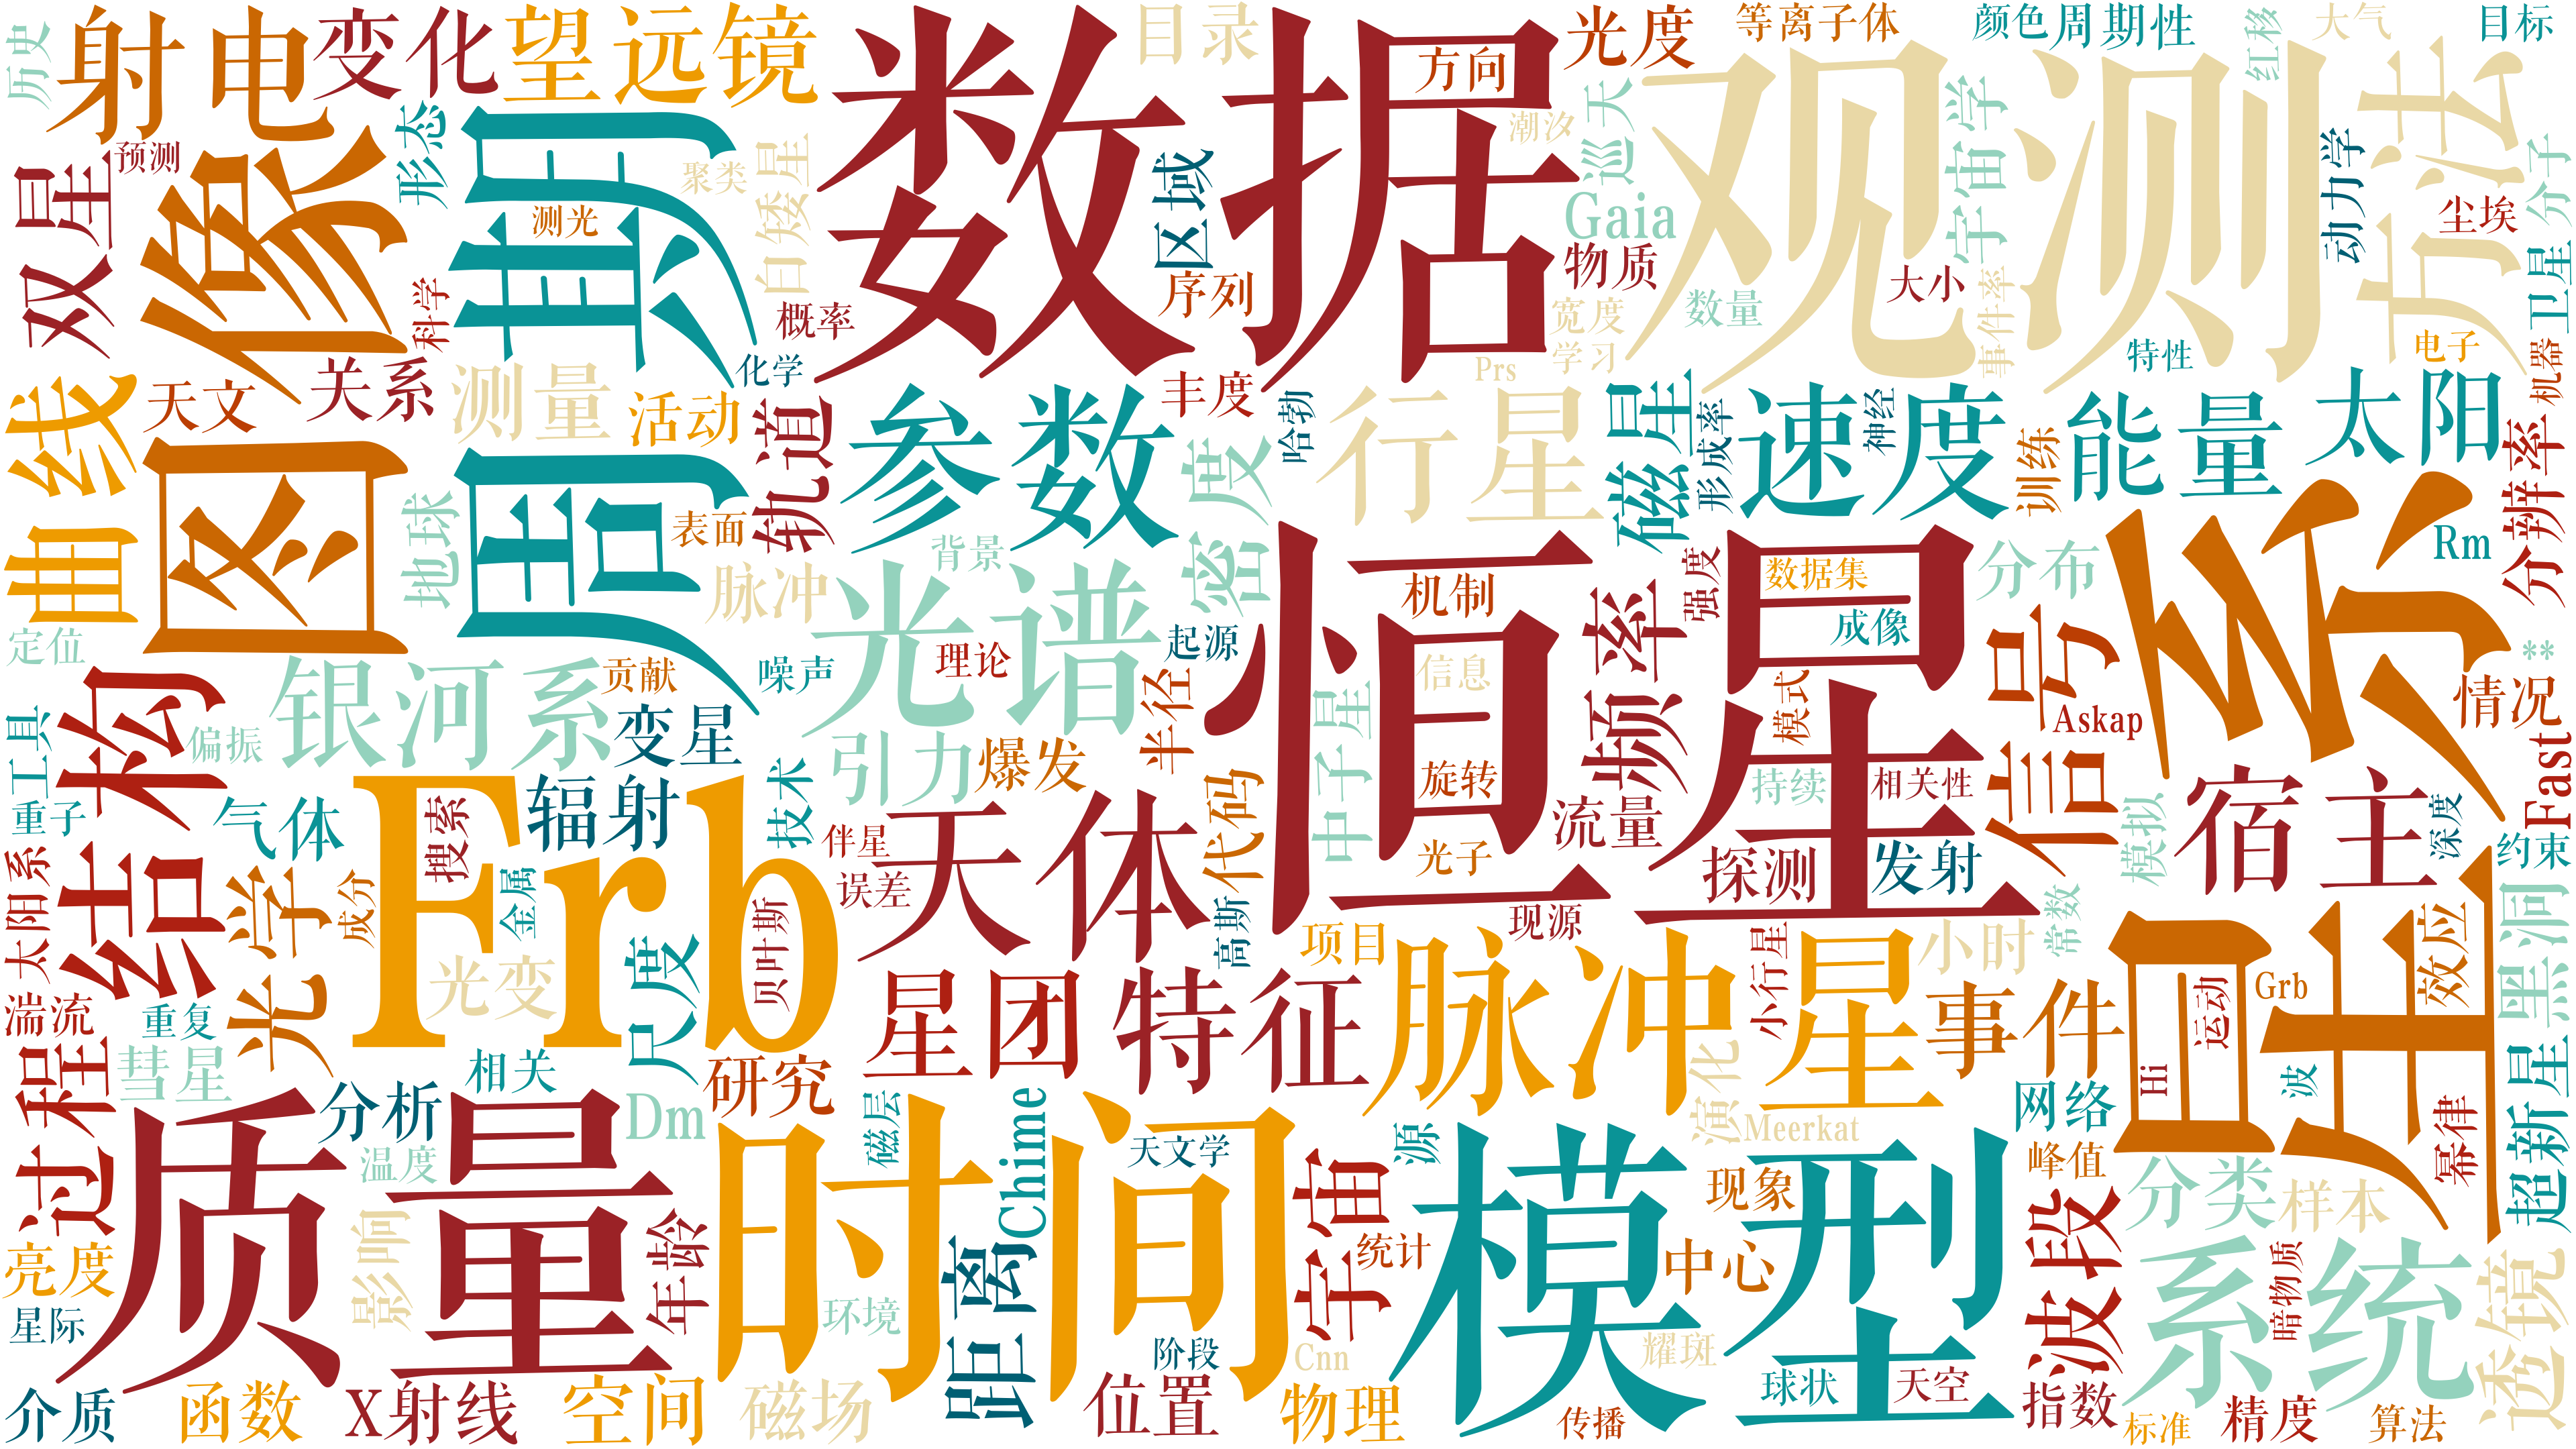 历史
射电
变化
望远镜
目录
数据
方向
光度
等离子体
颜色
周期性
红移
大气
目标
观测
方法
双星
预测
图像
形态
周期
测光
聚类
白矮星
区域
序列
潮汐
巡天
Gaia
物质
宇宙学
动力学
尘埃
分子
卫星
科学
概率
化学
丰度
宽度
学习
Prs
数量
大小
事件率
特性
电子
机器
曲线
天文
关系
测量
活动
轨道
参数
密度
哈勃
行星
磁星
形成率
速度
神经
训练
能量
太阳
分辨率
地球
表面
脉冲
光谱
背景
恒星
机制
频率
强度
数据集
成像
分布
星系
Rm
定位
银河系
贡献
噪声
理论
起源
信息
中子星
模式
信号
Askap
**
情况
Fast
工具
结构
偏振
变星
引力
爆发
半径
旋转
持续
相关性
宿主
深度
重子
气体
Frb
搜索
辐射
技术
伴星
天体
代码
光子
流量
探测
发射
模拟
约束
太阳系
光学
成分
金属
误差
贝叶斯
高斯
现源
项目
小时
常数
黑洞
效应
湍流
重复
光变
尺度
星团
特征
脉冲星
小行星
事件
Grb
运动
过程
彗星
相关
研究
Hi
波
超新星
质量
分析
Dm
时间
磁层
Chime
天文学
源
演化
Meerkat
网络
峰值
幂律
温度
模型
现象
波段
分类
样本
亮度
影响
年龄
距离
宇宙
统计
中心
系统
暗物质
透镜
星际
环境
阶段
Cnn
耀斑
球状
天空
指数
介质
函数
X射线
空间
磁场
位置
物理
传播
标准
精度
算法